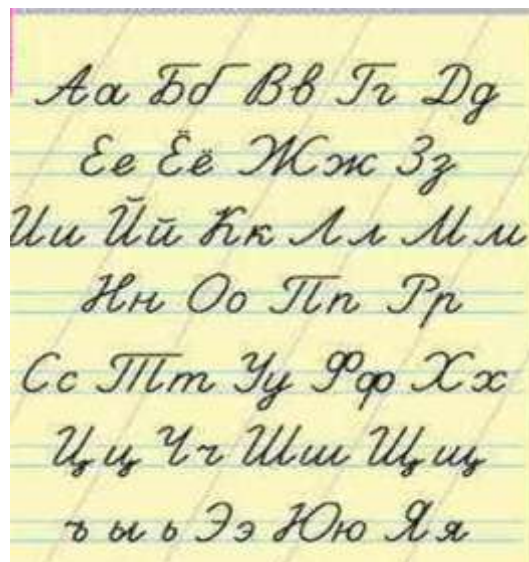 Аа Бб Вв Гг Дд
Ее Ёё Жж Зз
Ии Йй Кк Лл Мм
Нн Оо Пп Рр
Сс Тт Уу Фф Хх
Цц Чч Шш Щщ
ъ ы ь Ээ Юю Яя